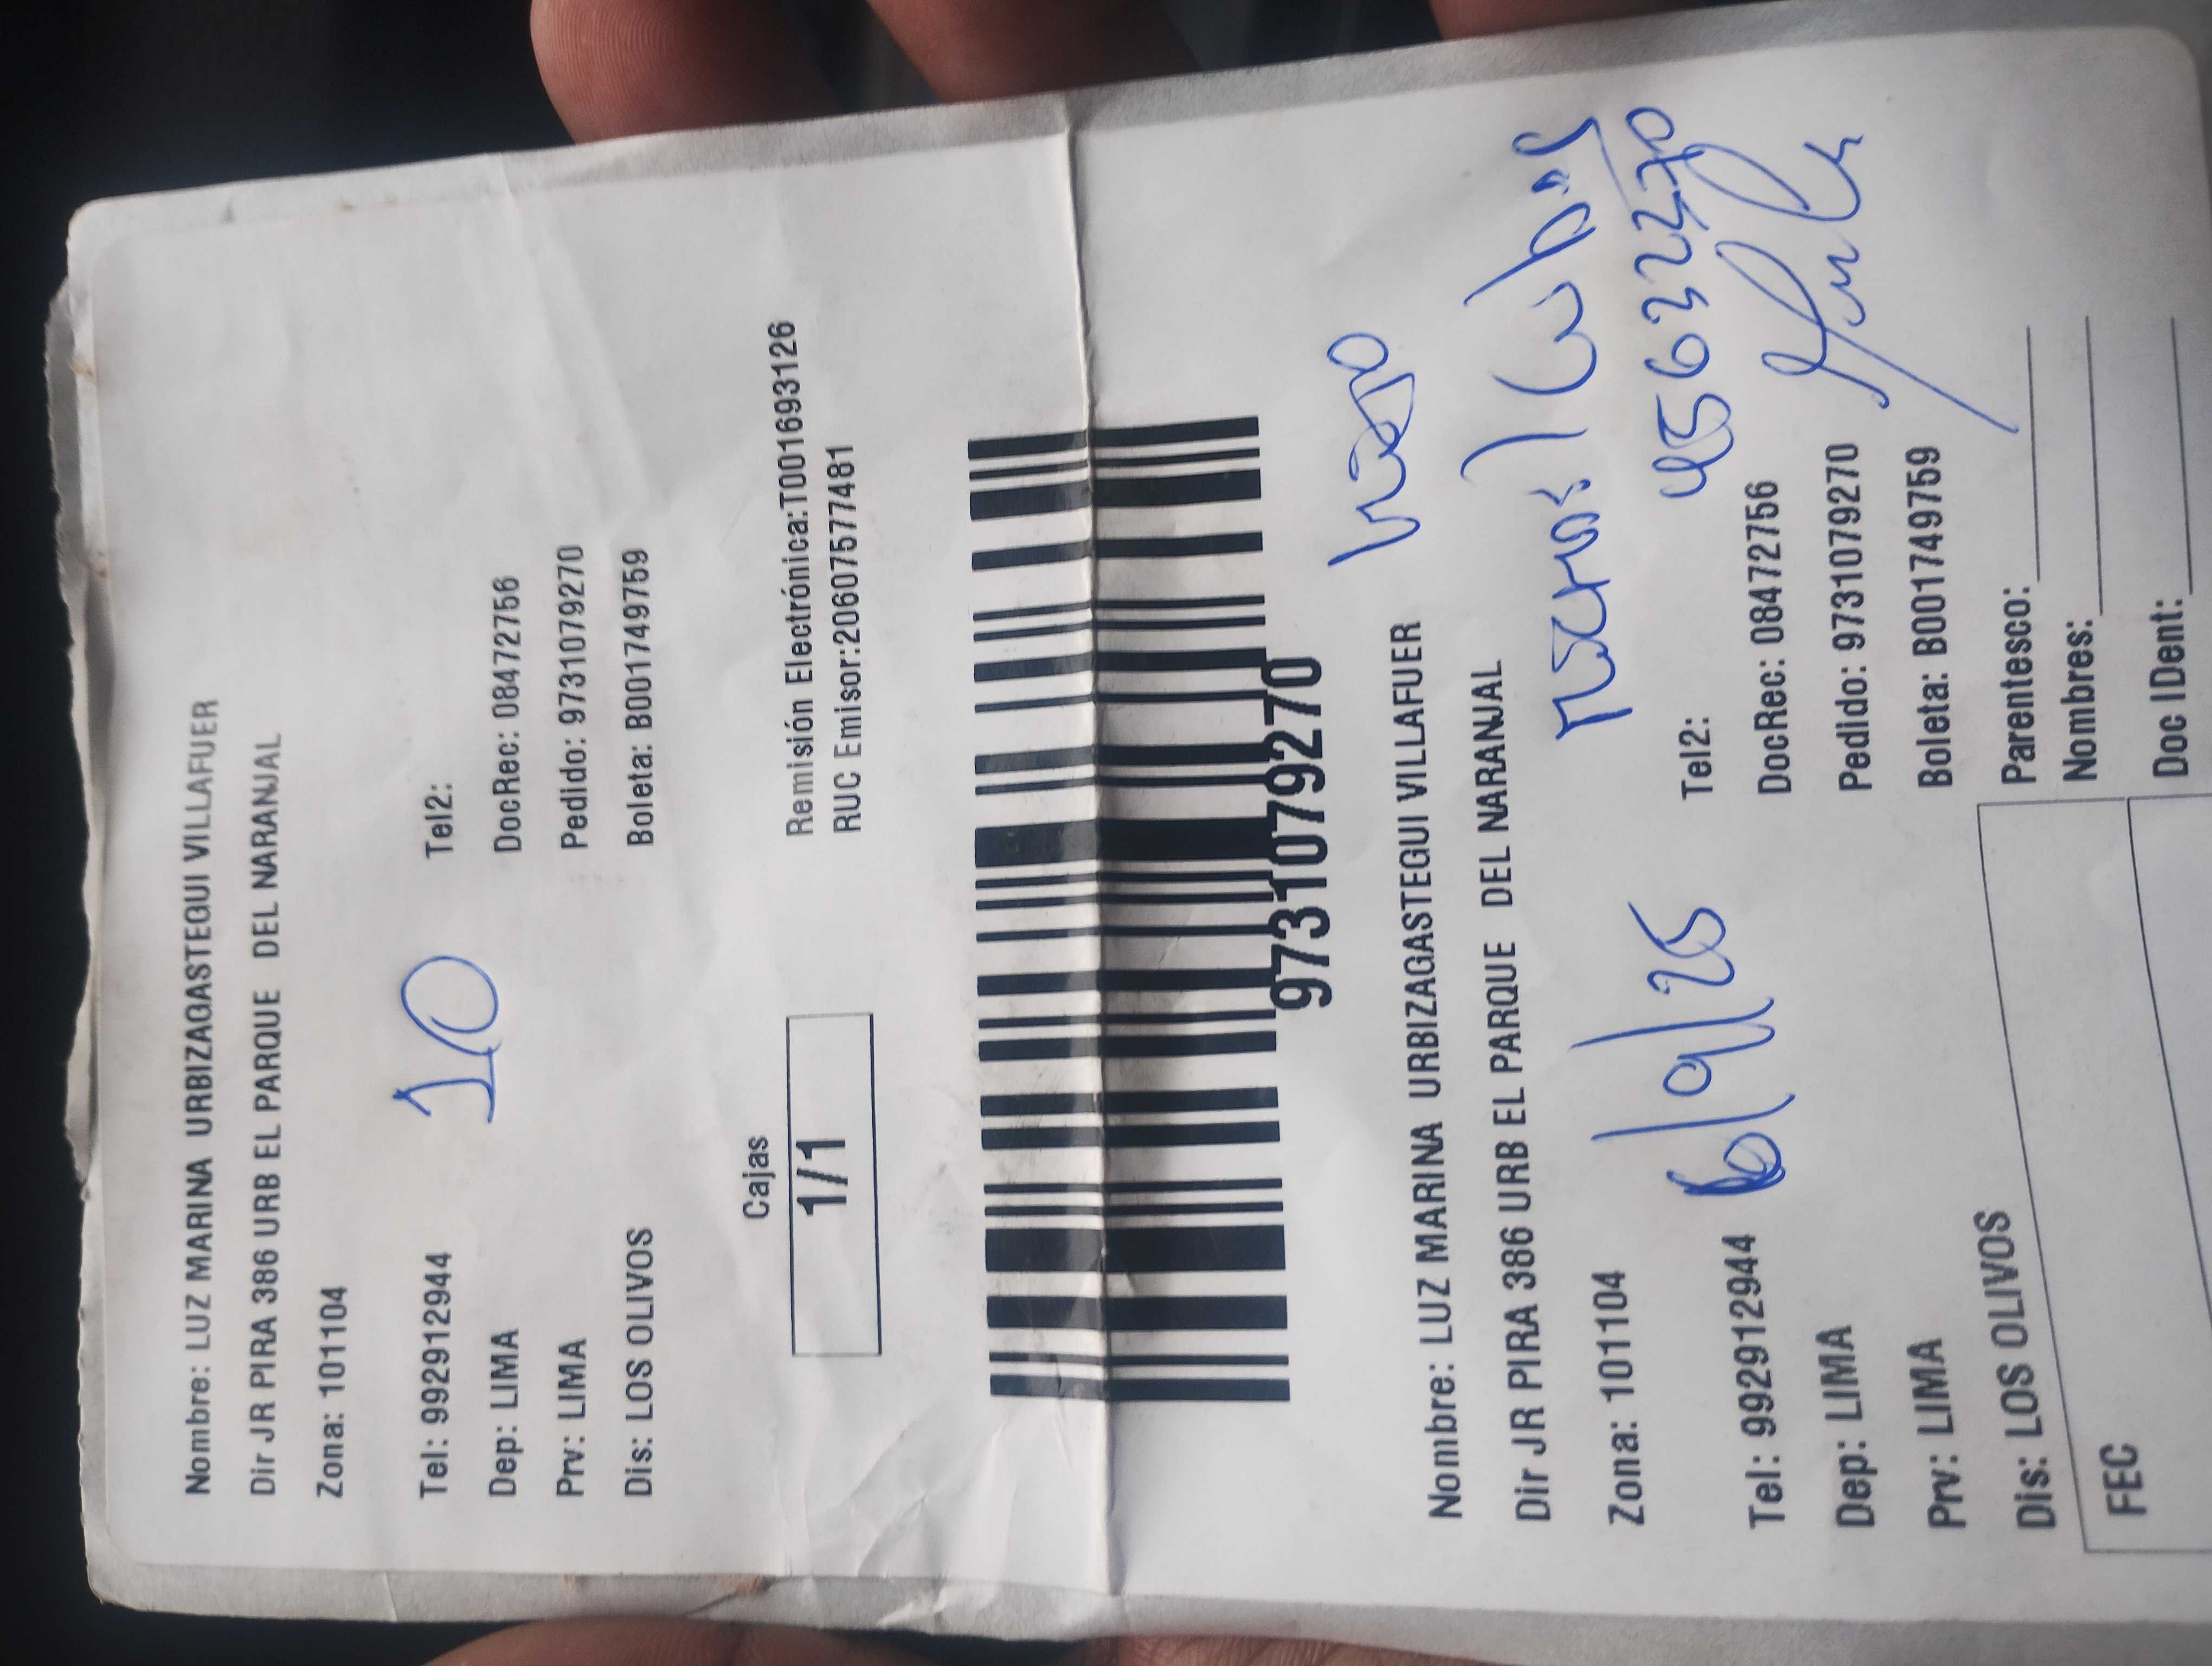 Nombre: LUZ MARINA URBIZAGASTEGUI VILLAFUER
Dir JR PIRA 386 URB EL PARQUE DEL NARANJAL
Zona: 101104
10
Tel: 992912944 Tel2:
Dep: LIMA DocRec: 08472756
Prv: LIMA Pedido: 9731079270
Dis: LOS OLIVOS Boleta: B001749759
Cajas
1/1
Remisión Electrónica:T001693126
RUC Emisor:20607577481
9731079270
Nombre: LUZ MARINA URBIZAGASTEGUI VILLAFUER
Dir JR PIRA 386 URB EL PARQUE DEL NARANJAL
Zona: 101104
6/9/25
45632270
Tel: 992912944 Tel2:
Dep: LIMA DocRec: 08472756
Prv: LIMA Pedido: 9731079270
Dis: LOS OLIVOS Boleta: B001749759
Parentesco:
FEC Nombres:
Doc IDent: